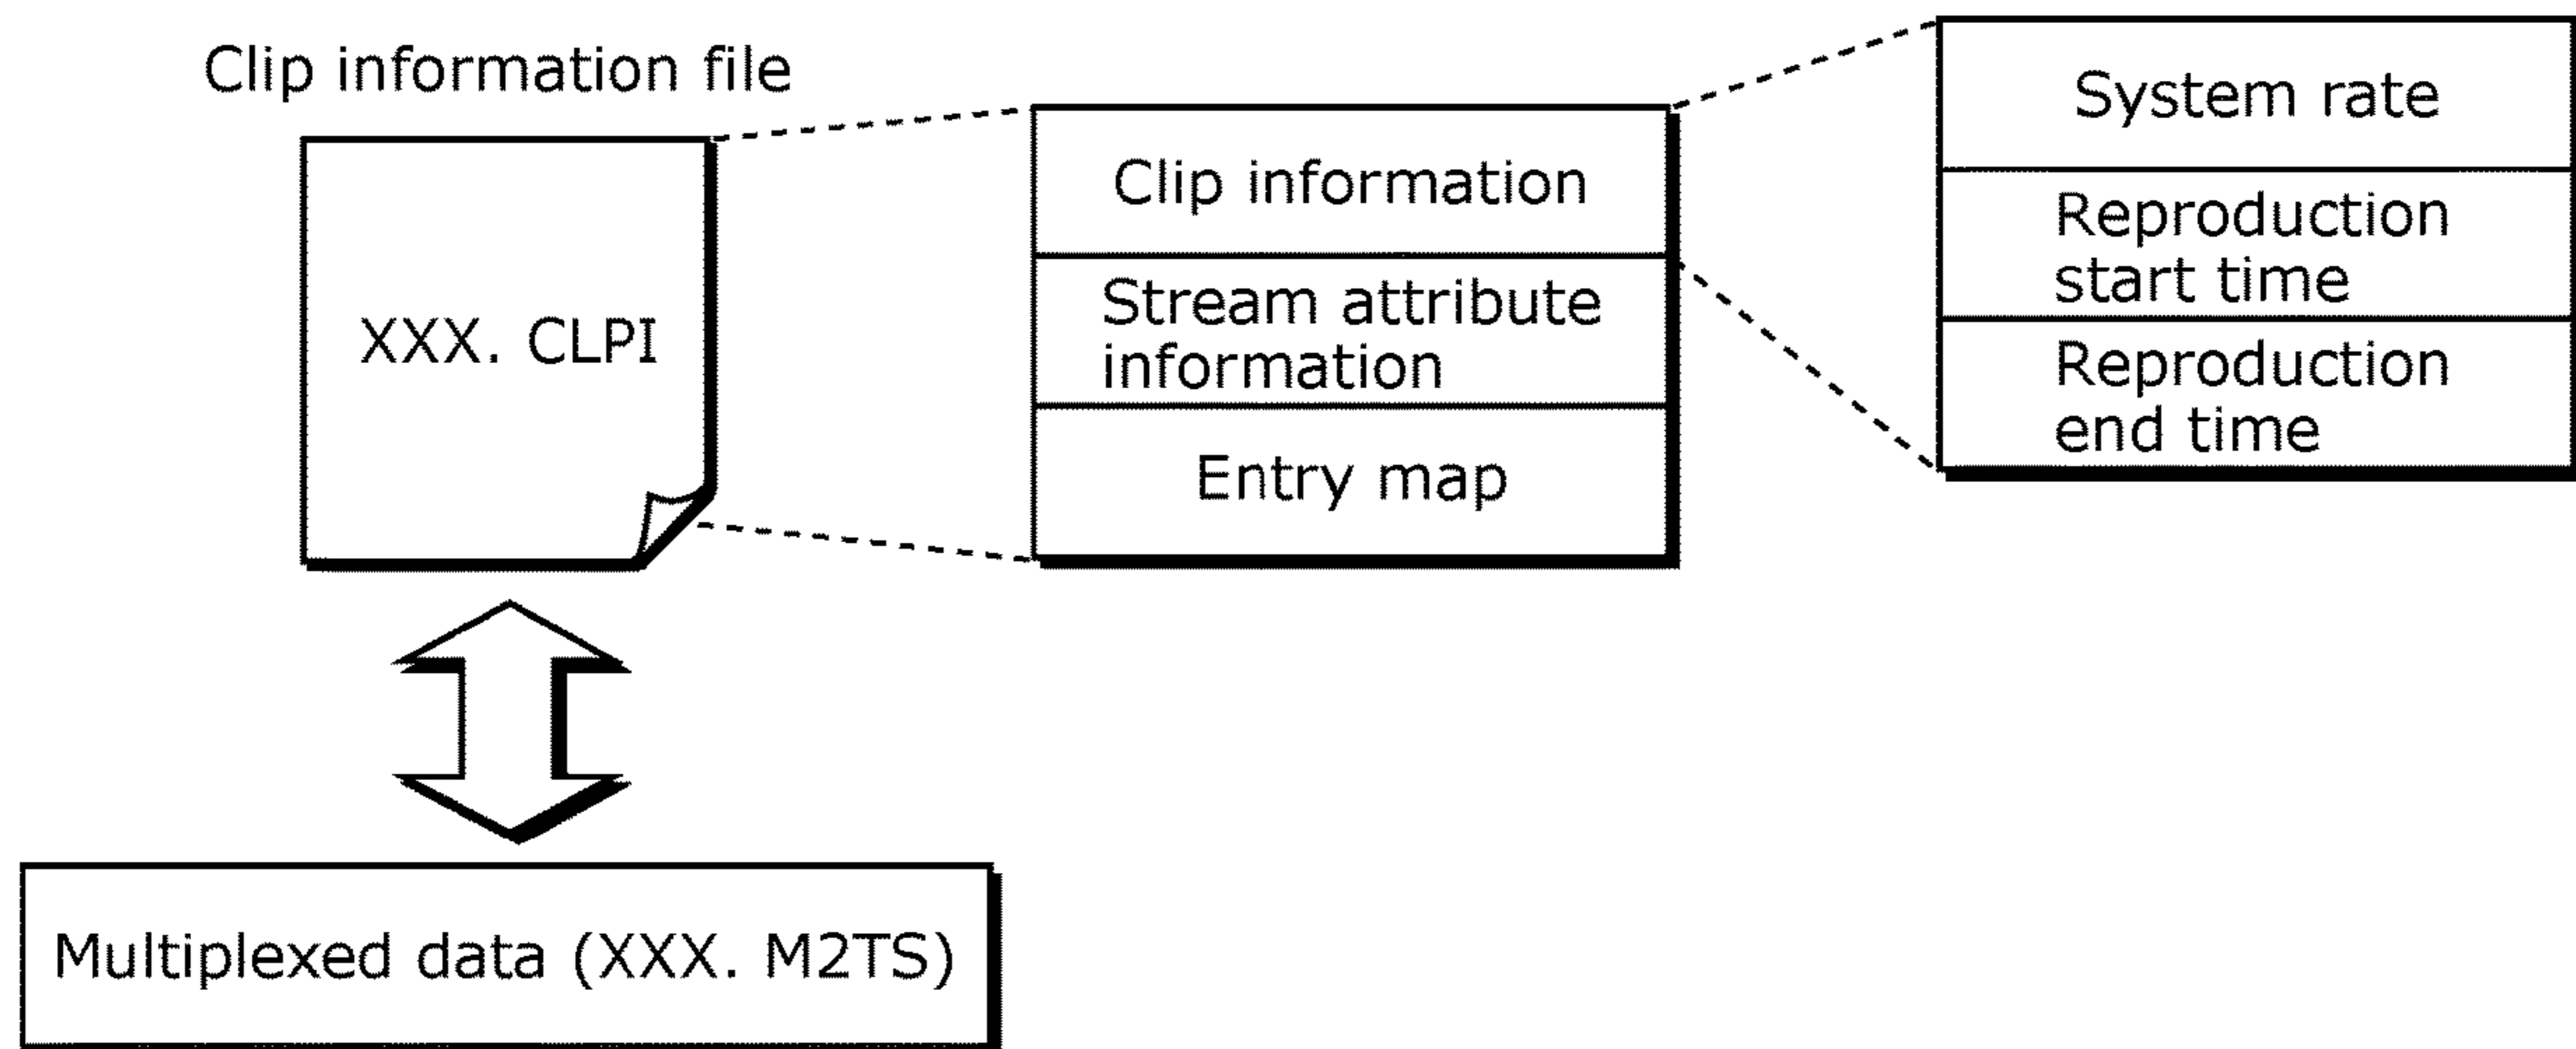 Clip information file
XXX. CLPI
Clip information
Stream attribute
information
Entry map
System rate
Reproduction
start time
Reproduction
end time
Multiplexed data (XXX. M2TS)